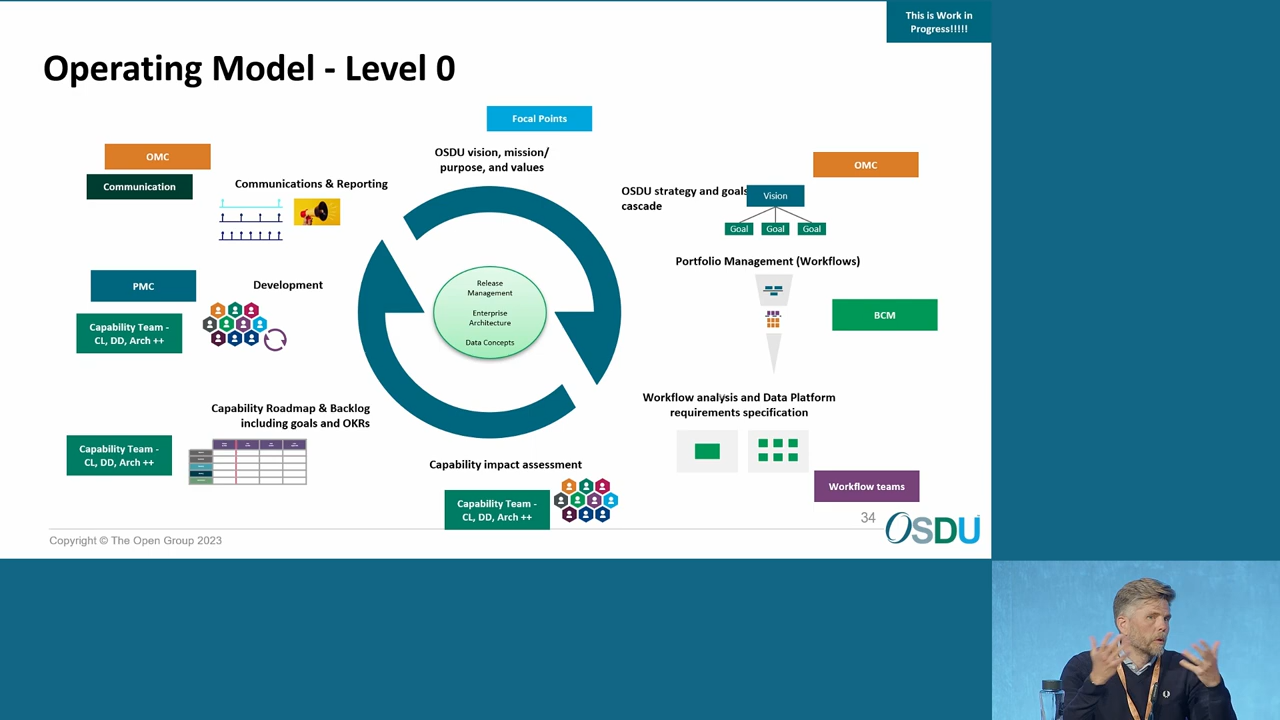 This is Work in
Progress!!!!!
Operating Model - Level 0
Focal Points
OSDU vision, mission/
purpose, and values
OMC
Communication
Communications & Reporting
OMC
OSDU strategy and goals
cascade
Vision
Goal
Goal
Goal
Portfolio Management (Workflows)
BCM
PMC
Development
Capability Team -
CL, DD, Arch ++
Release
Management
Enterprise
Architecture
Data Concepts
Workflow analysis and Data Platform
requirements specification
Workflow teams
Capability Roadmap & Backlog
including goals and OKRs
Capability Team -
CL, DD, Arch ++
Capability impact assessment
Capability Team -
CL, DD, Arch ++
34
OSDU
Copyright © The Open Group 2023